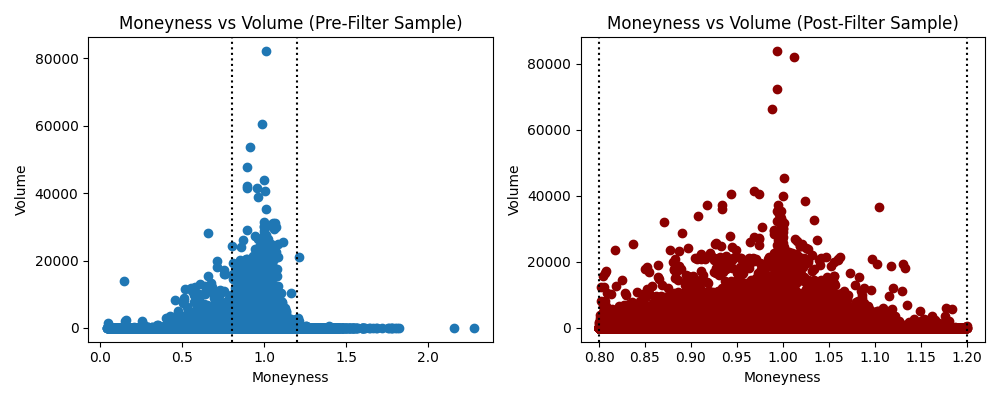 Moneyness vs Volume (Pre-Filter Sample)
80000
60000
40000
20000
0
Volume
0.0 0.5 1.0 1.5 2.0
Moneyness
Moneyness vs Volume (Post-Filter Sample)
80000
60000
40000
20000
0
Volume
0.80 0.85 0.90 0.95 1.00 1.05 1.10 1.15 1.20
Moneyness